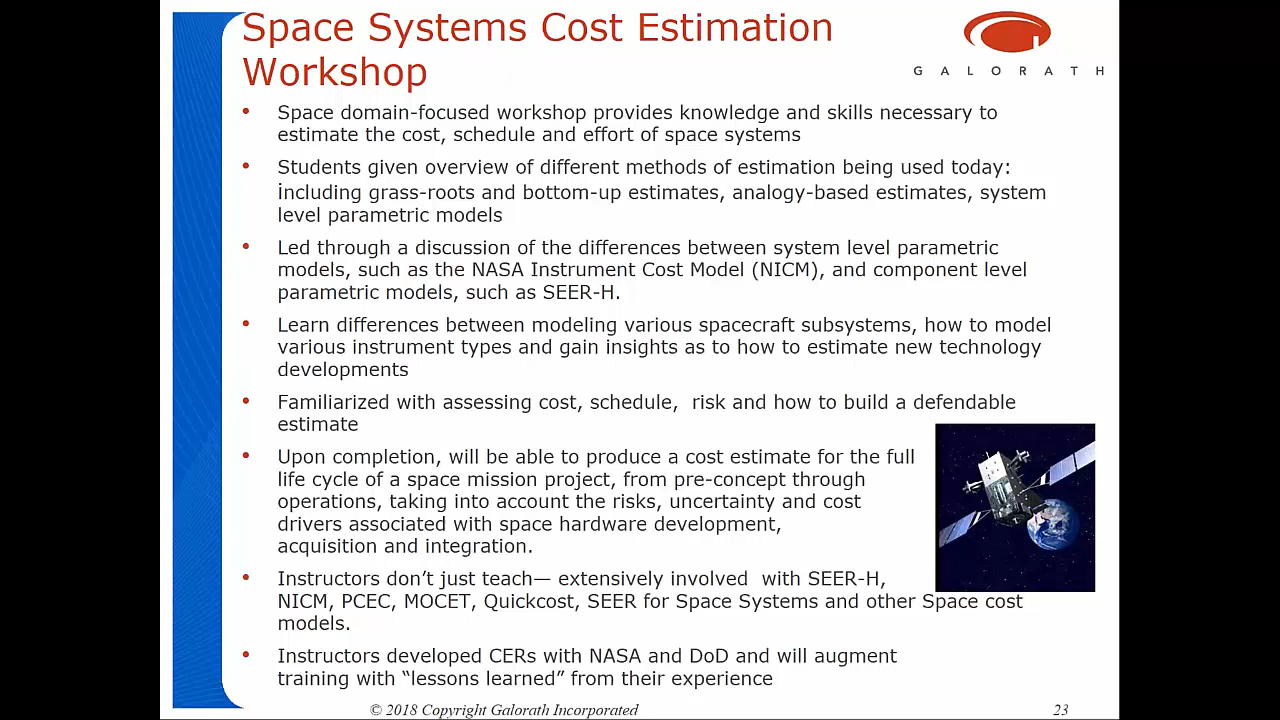 Space Systems Cost Estimation
Workshop
G A L O R A T H
• Space domain-focused workshop provides knowledge and skills necessary to
estimate the cost, schedule and effort of space systems
• Students given overview of different methods of estimation being used today:
including grass-roots and bottom-up estimates, analogy-based estimates, system
level parametric models
• Led through a discussion of the differences between system level parametric
models, such as the NASA Instrument Cost Model (NICM), and component level
parametric models, such as SEER-H.
• Learn differences between modeling various spacecraft subsystems, how to model
various instrument types and gain insights as to how to estimate new technology
developments
• Familiarized with assessing cost, schedule,  risk and how to build a defendable
estimate
• Upon completion, will be able to produce a cost estimate for the full
life cycle of a space mission project, from pre-concept through
operations, taking into account the risks, uncertainty and cost
drivers associated with space hardware development,
acquisition and integration.
• Instructors don’t just teach— extensively involved  with SEER-H,
NICM, PCEC, MOCET, Quickcost, SEER for Space Systems and other Space cost
models.
• Instructors developed CERs with NASA and DoD and will augment
training with “lessons learned” from their experience
© 2018 Copyright Galorath Incorporated
23